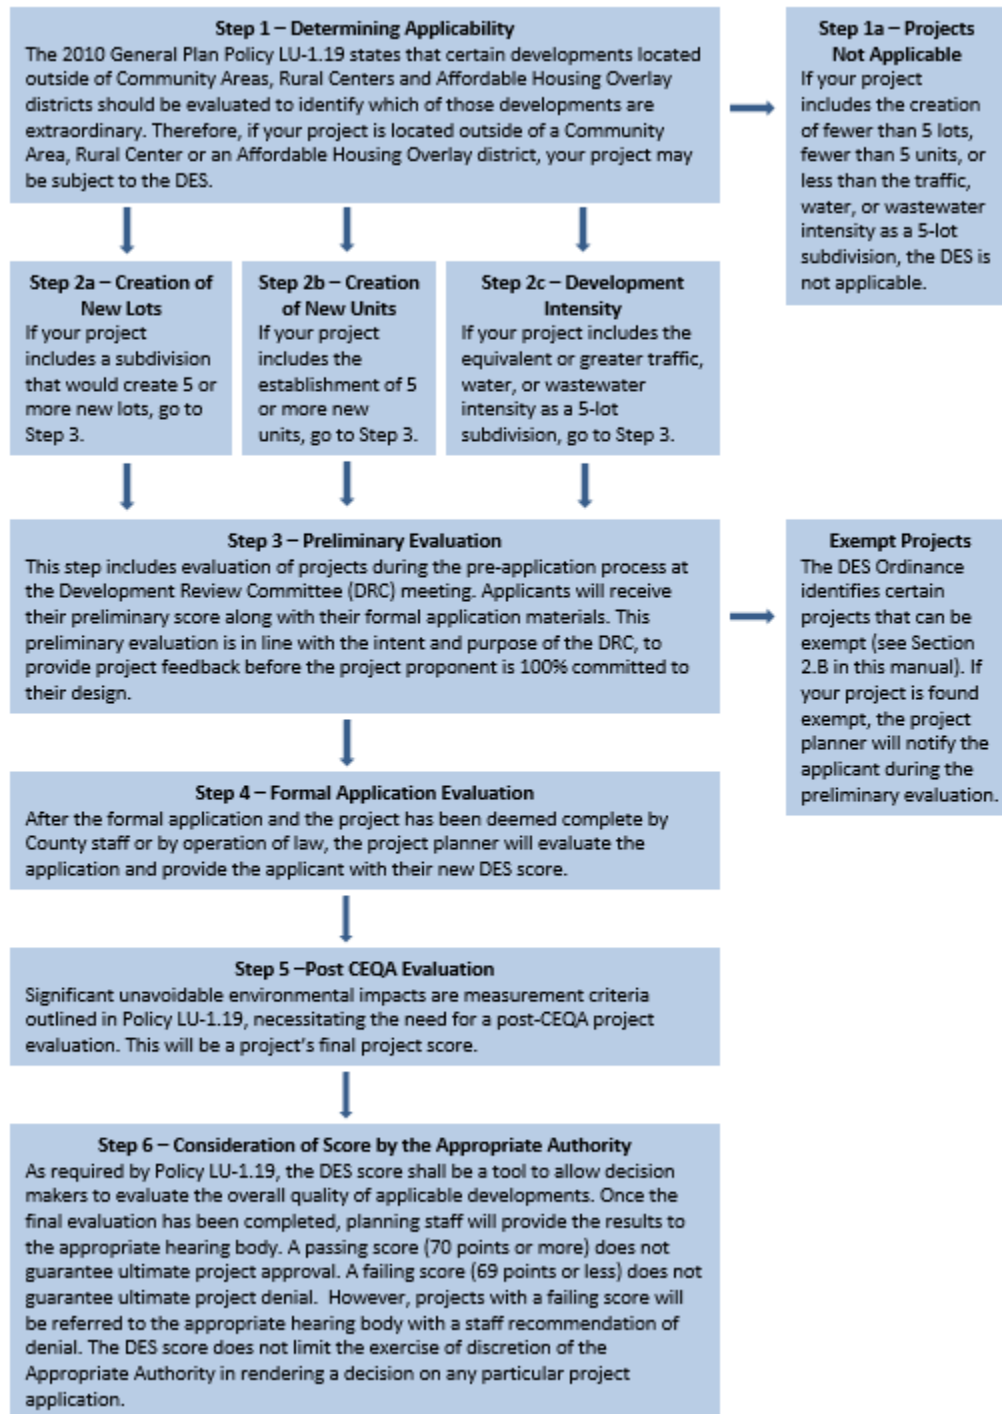 Step 1 – Determining Applicability
The 2010 General Plan Policy LU-1.19 states that certain developments located
outside of Community Areas, Rural Centers and Affordable Housing Overlay
districts should be evaluated to identify which of those developments are
extraordinary. Therefore, if your project is located outside of a Community
Area, Rural Center or an Affordable Housing Overlay district, your project may
be subject to the DES.
Step 1a – Projects
Not Applicable
If your project
includes the creation
of fewer than 5 lots,
fewer than 5 units, or
less than the traffic,
water, or wastewater
intensity as a 5-lot
subdivision, the DES is
not applicable.
Step 2a – Creation of
New Lots
If your project
includes a subdivision
that would create 5 or
more new lots, go to
Step 3.
Step 2b – Creation
of New Units
If your project
includes the
establishment of 5
or more new
units, go to Step 3.
Step 2c – Development
Intensity
If your project includes the
equivalent or greater traffic,
water, or wastewater
intensity as a 5-lot
subdivision, go to Step 3.
Step 3 – Preliminary Evaluation
This step includes evaluation of projects during the pre-application process at
the Development Review Committee (DRC) meeting. Applicants will receive
their preliminary score along with their formal application materials. This
preliminary evaluation is in line with the intent and purpose of the DRC, to
provide project feedback before the project proponent is 100% committed to
their design.
Exempt Projects
The DES Ordinance
identifies certain
projects that can be
exempt (see Section
2.B in this manual). If
your project is found
exempt, the project
planner will notify the
applicant during the
preliminary evaluation.
Step 4 – Formal Application Evaluation
After the formal application and the project has been deemed complete by
County staff or by operation of law, the project planner will evaluate the
application and provide the applicant with their new DES score.
Step 5 –Post CEQA Evaluation
Significant unavoidable environmental impacts are measurement criteria
outlined in Policy LU-1.19, necessitating the need for a post-CEQA project
evaluation. This will be a project's final project score.
Step 6 – Consideration of Score by the Appropriate Authority
As required by Policy LU-1.19, the DES score shall be a tool to allow decision
makers to evaluate the overall quality of applicable developments. Once the
final evaluation has been completed, planning staff will provide the results to
the appropriate hearing body. A passing score (70 points or more) does not
guarantee ultimate project approval. A failing score (69 points or less) does not
guarantee ultimate project denial.  However, projects with a failing score will
be referred to the appropriate hearing body with a staff recommendation of
denial. The DES score does not limit the exercise of discretion of the
Appropriate Authority in rendering a decision on any particular project
application.